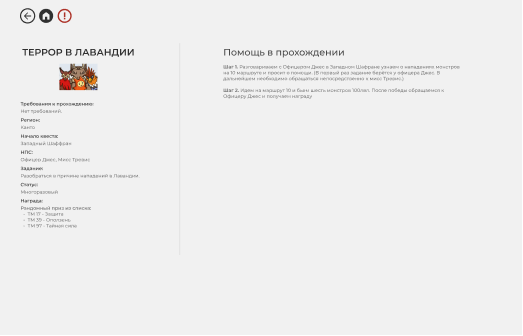 ТЕРРОР В ЛАВАНДИИ
Требования к прохождению:
Нет требований.
Регион:
Канто
Начало квеста:
Западный Шаффран
НПС:
Офицер Джес, Мисс Тревис
Задание:
Разобраться в причине нападений в Лавандии.
Статус:
Многоразовый
Награда:
Рандомный приз из списка:
- ТМ 17 - Защита
- ТМ 39 - Оползень
- ТМ 97 - Тайная сила
Помощь в прохождении
Шаг 1. Разговариваем с Офицером Джес в Западном Шаффране узнаем о нападениях монстров
на 10 маршруте и просят о помощи. (В первый раз задание берётся у офицера Джес. В
дальнейшем необходимо обращаться непосредственно к мисс Тревис.)
Шаг 2. Идем на маршрут 10 и бьем шесть монстров 100лвл. После победы обращаемся к
Офицеру Джес и получаем награду